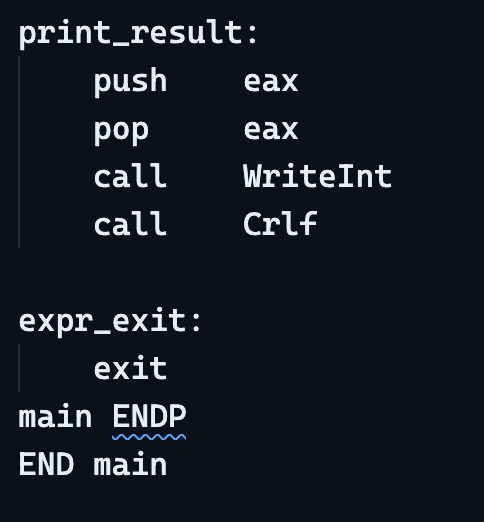 print_result:
push eax
pop eax
call WriteInt
call Crlf
expr_exit:
exit
main ENDP
END main